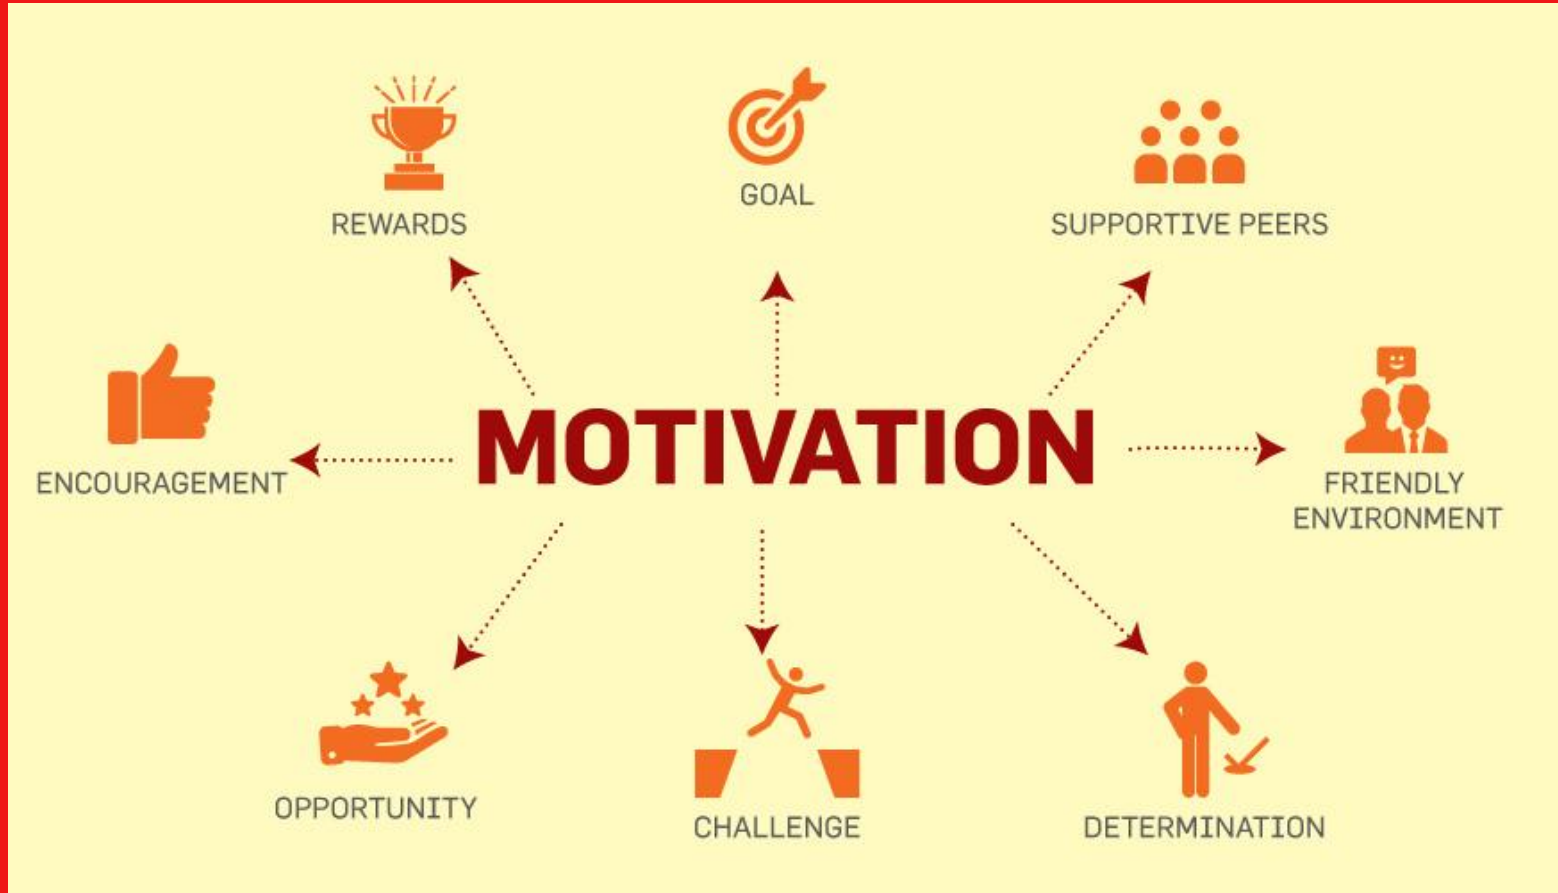 REWARDS
GOAL
SUPPORTIVE PEERS
ENCOURAGEMENT
MOTIVATION
FRIENDLY
ENVIRONMENT
OPPORTUNITY
CHALLENGE
DETERMINATION